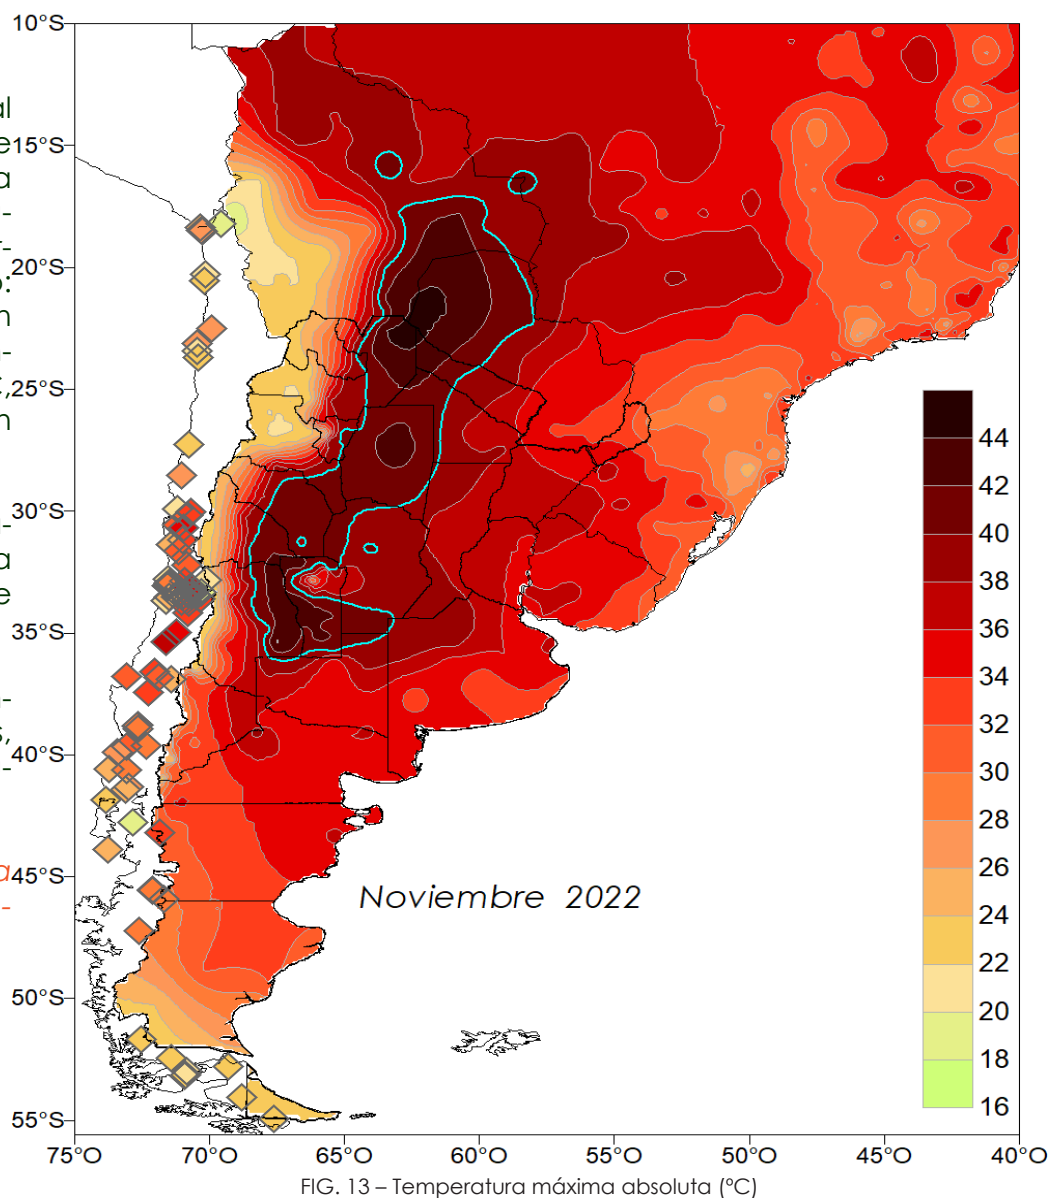 10°S
al
e
15°S
a
-
-
20°S
o:
n
-
25°S
,
n
30°S
-
a
e
35°S
-
s,
40°S
-
a
45°S
-
50°S
55°S
Noviembre 2022
44
42
40
38
36
34
32
30
28
26
24
22
20
18
16
75°O 70°O 65°O 60°O 55°O 50°O 45°O 40°O
FIG. 13 – Temperatura máxima absoluta (ºC)